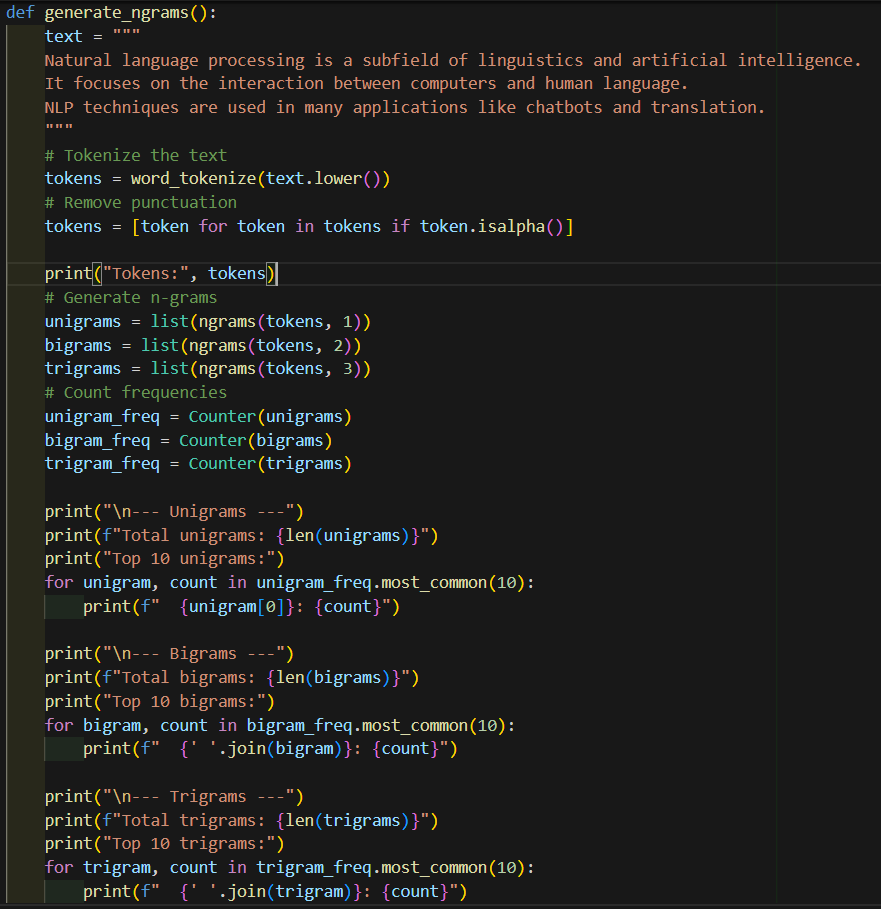 def generate_ngrams():
    text = """
    Natural language processing is a subfield of linguistics and artificial intelligence.
    It focuses on the interaction between computers and human language.
    NLP techniques are used in many applications like chatbots and translation.
    """
    # Tokenize the text
    tokens = word_tokenize(text.lower())
    # Remove punctuation
    tokens = [token for token in tokens if token.isalpha()]

    print("Tokens:", tokens)
    # Generate n-grams
    unigrams = list(ngrams(tokens, 1))
    bigrams = list(ngrams(tokens, 2))
    trigrams = list(ngrams(tokens, 3))
    # Count frequencies
    unigram_freq = Counter(unigrams)
    bigram_freq = Counter(bigrams)
    trigram_freq = Counter(trigrams)

    print("\n--- Unigrams ---")
    print(f"Total unigrams: {len(unigrams)}")
    print("Top 10 unigrams:")
    for unigram, count in unigram_freq.most_common(10):
        print(f"  {unigram[0]}: {count}")

    print("\n--- Bigrams ---")
    print(f"Total bigrams: {len(bigrams)}")
    print("Top 10 bigrams:")
    for bigram, count in bigram_freq.most_common(10):
        print(f"  {' '.join(bigram)}: {count}")

    print("\n--- Trigrams ---")
    print(f"Total trigrams: {len(trigrams)}")
    print("Top 10 trigrams:")
    for trigram, count in trigram_freq.most_common(10):
        print(f"  {' '.join(trigram)}: {count}")